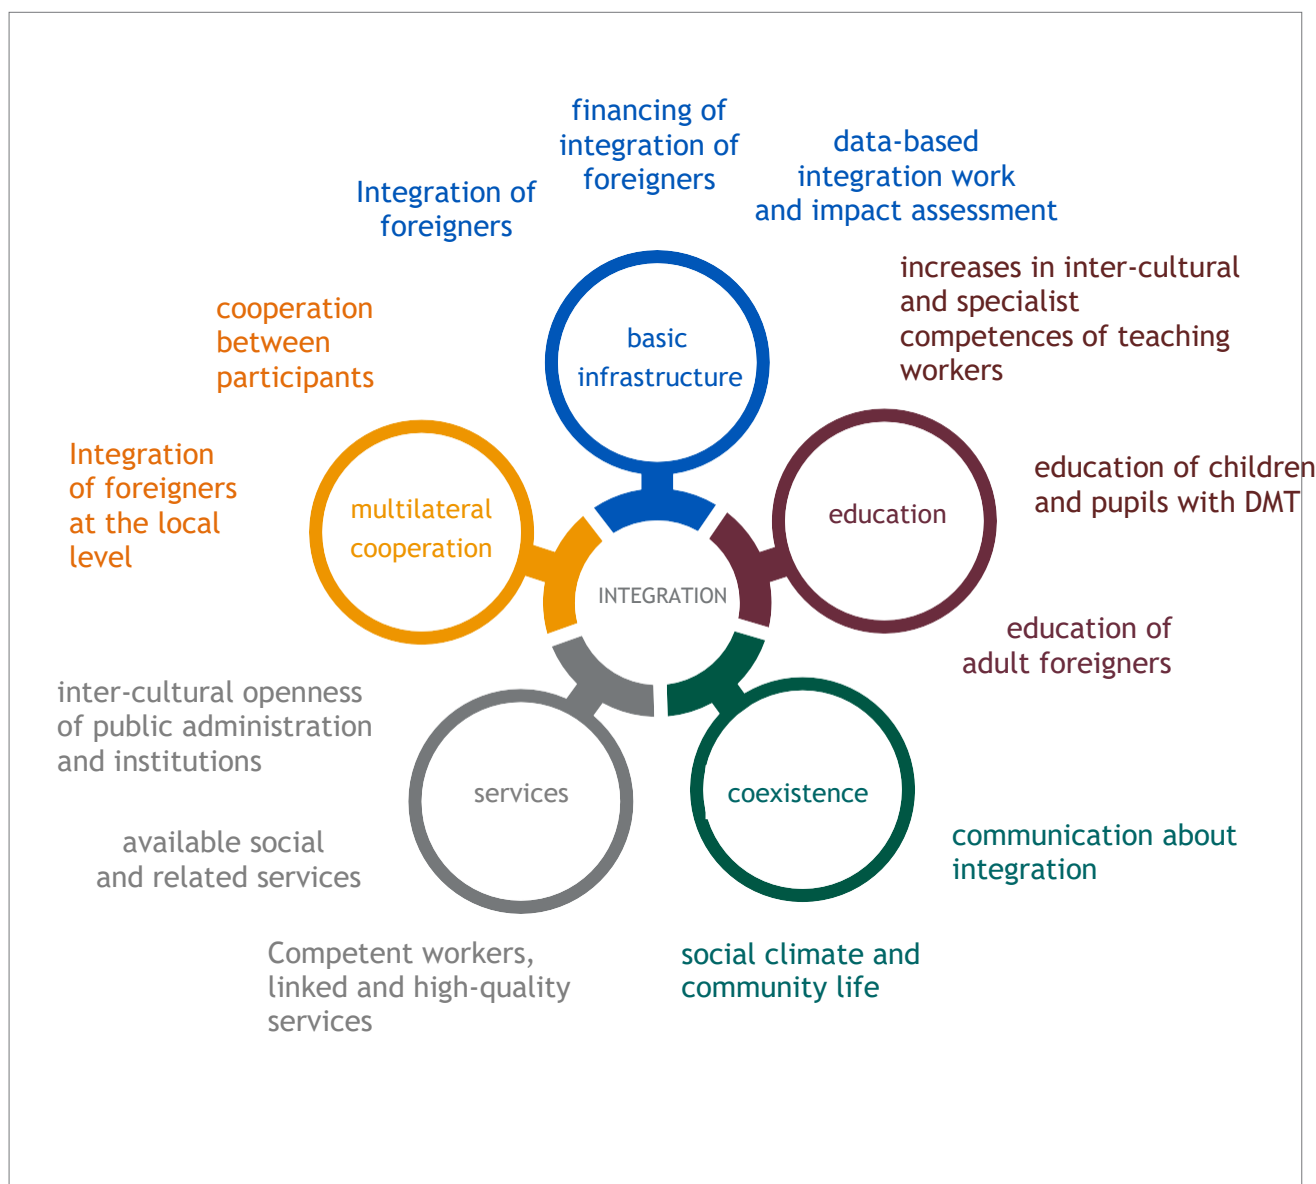 financing of
integration of
foreigners
data-based
integration work
and impact assessment
Integration of
foreigners
increases in inter-cultural
and specialist
competences of teaching
workers
cooperation
between
participants
basic
infrastructure
Integration
of foreigners
at the local
level
education of children
and pupils with DMT
multilateral
cooperation
education
INTEGRATION
education of
adult foreigners
inter-cultural openness
of public administration
and institutions
services
coexistence
available social
and related services
communication about
integration
Competent workers,
linked and high-quality
services
social climate and
community life